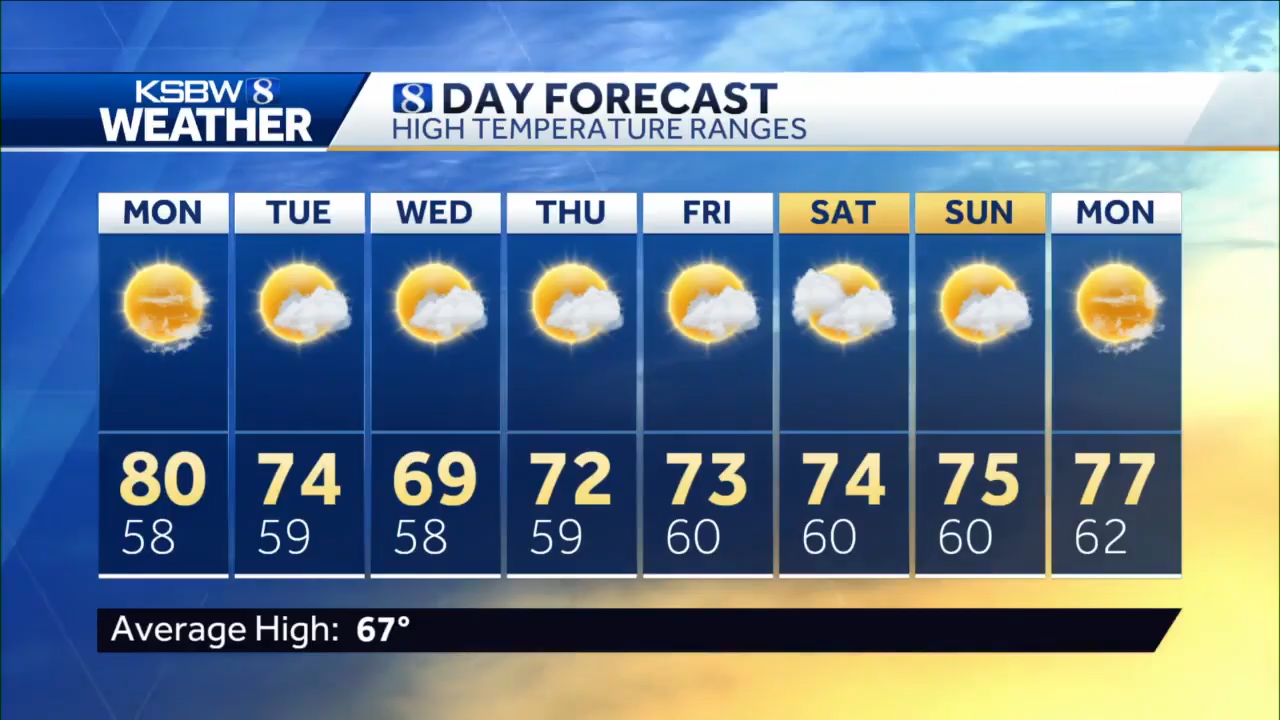 KSBW 8
WEATHER
8 DAY FORECAST
HIGH TEMPERATURE RANGES
MON TUE WED THU FRI SAT SUN MON
80 74 69 72 73 74 75 77
58 59 58 59 60 60 60 62
Average High: 67°